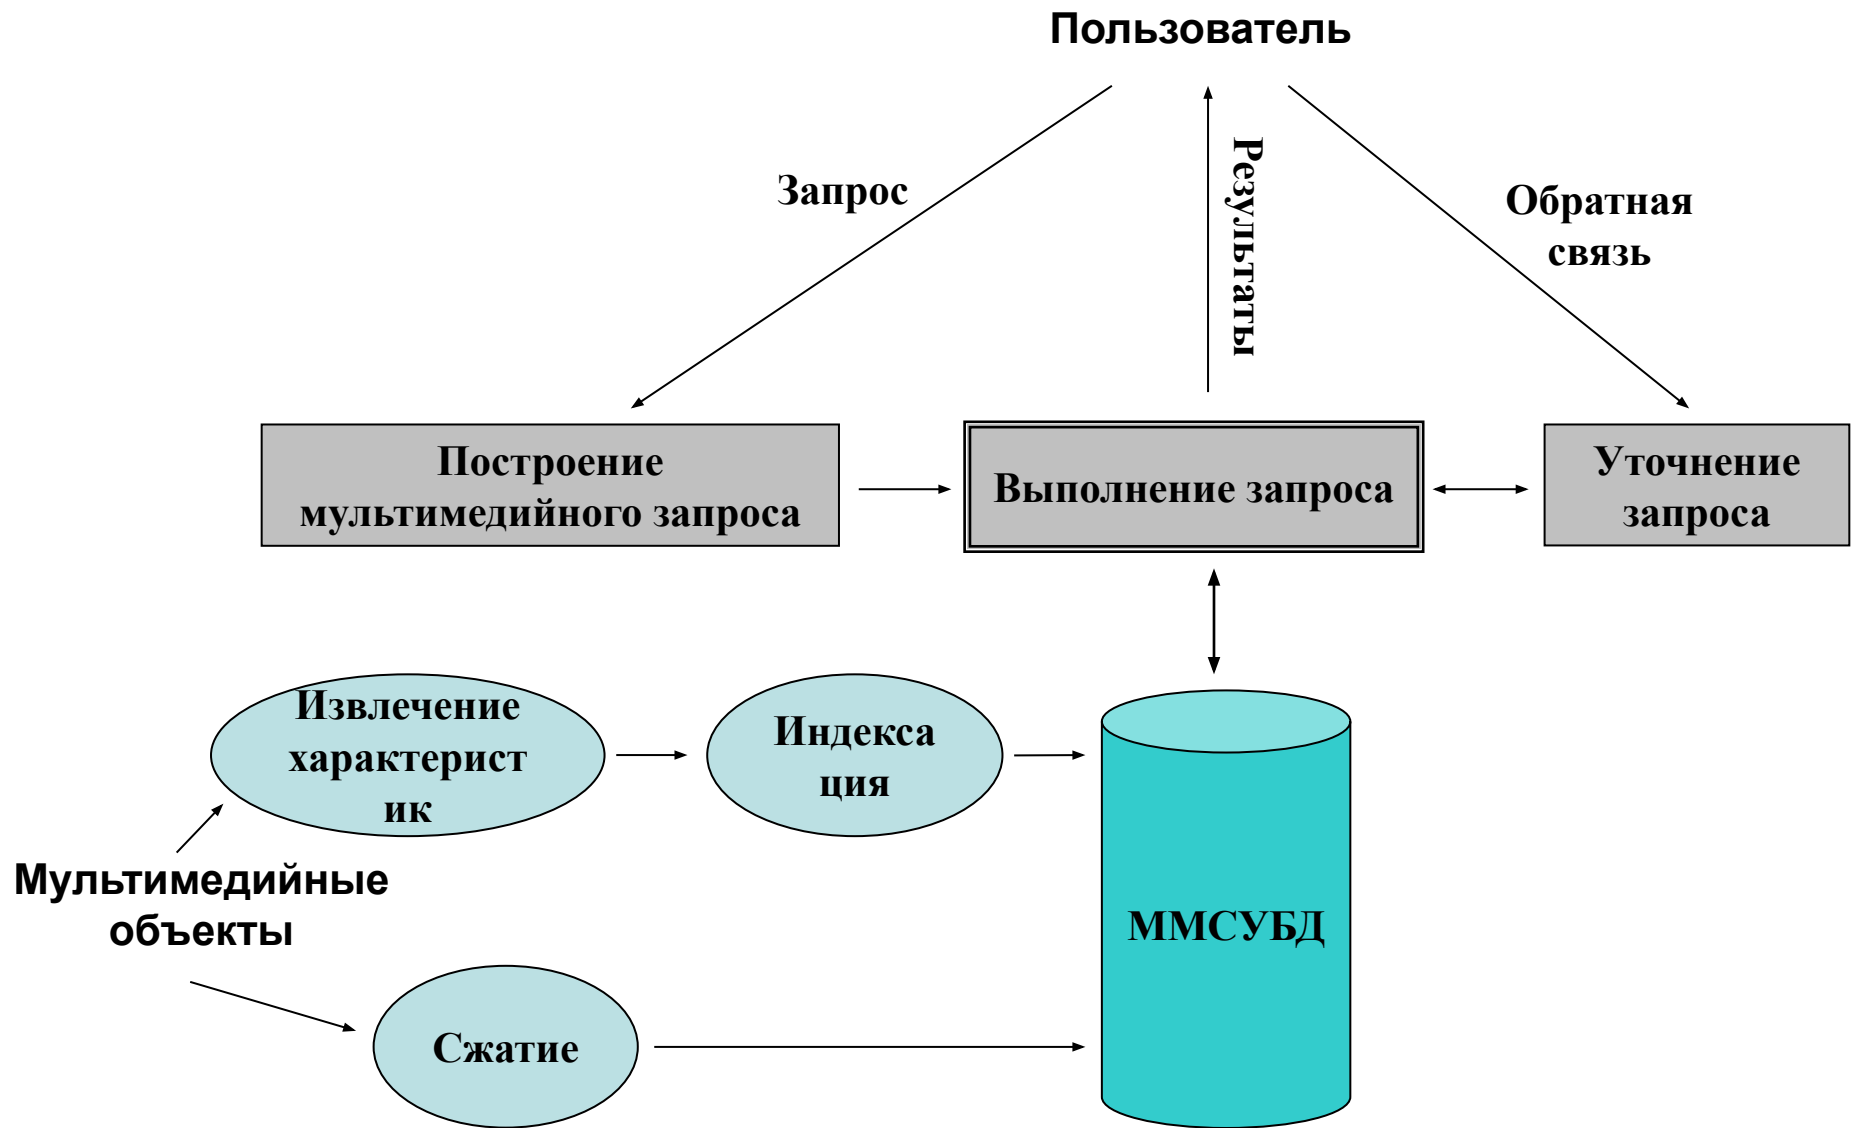 Пользователь
Запрос
Результаты
Обратная
связь
Построение
мультимедийного запроса
Выполнение запроса
Уточнение
запроса
Извлечение
характерист
ик
Индекса
ция
Мультимедийные
объекты
ММСУБД
Сжатие